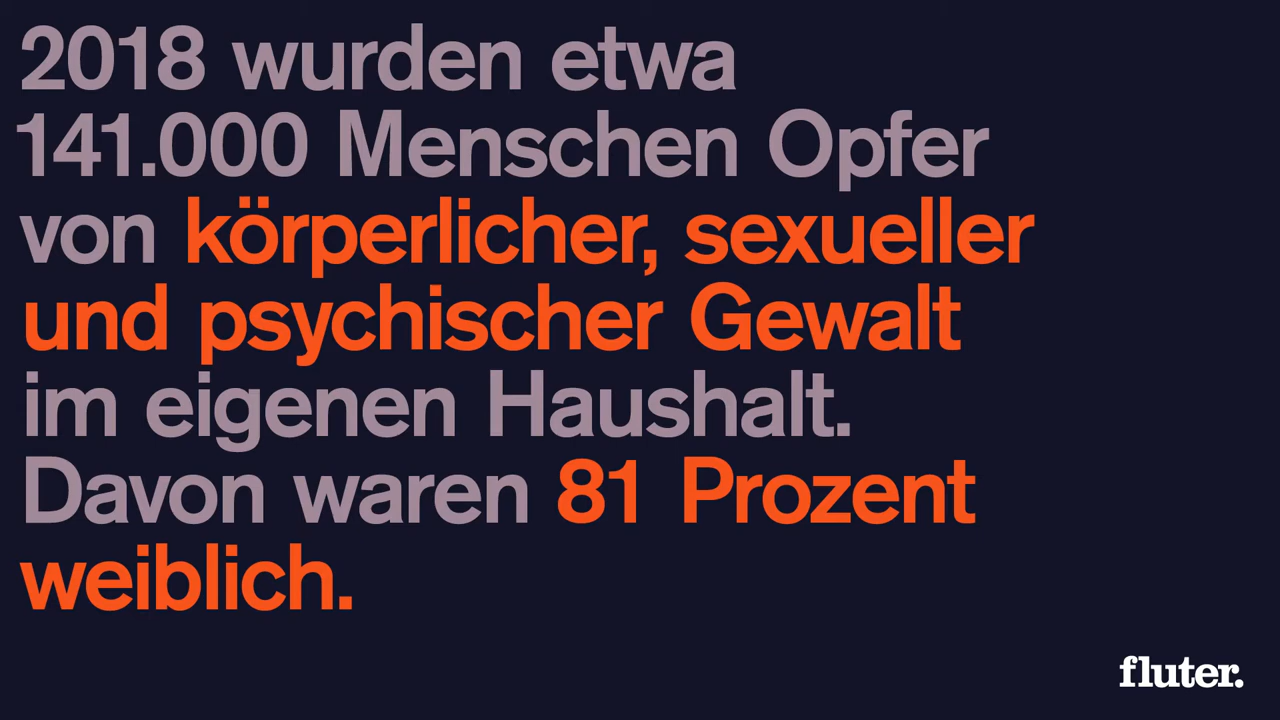 2018 wurden etwa
141.000 Menschen Opfer
von körperlicher, sexueller
und psychischer Gewalt
im eigenen Haushalt.
Davon waren 81 Prozent
weiblich.
fluter.